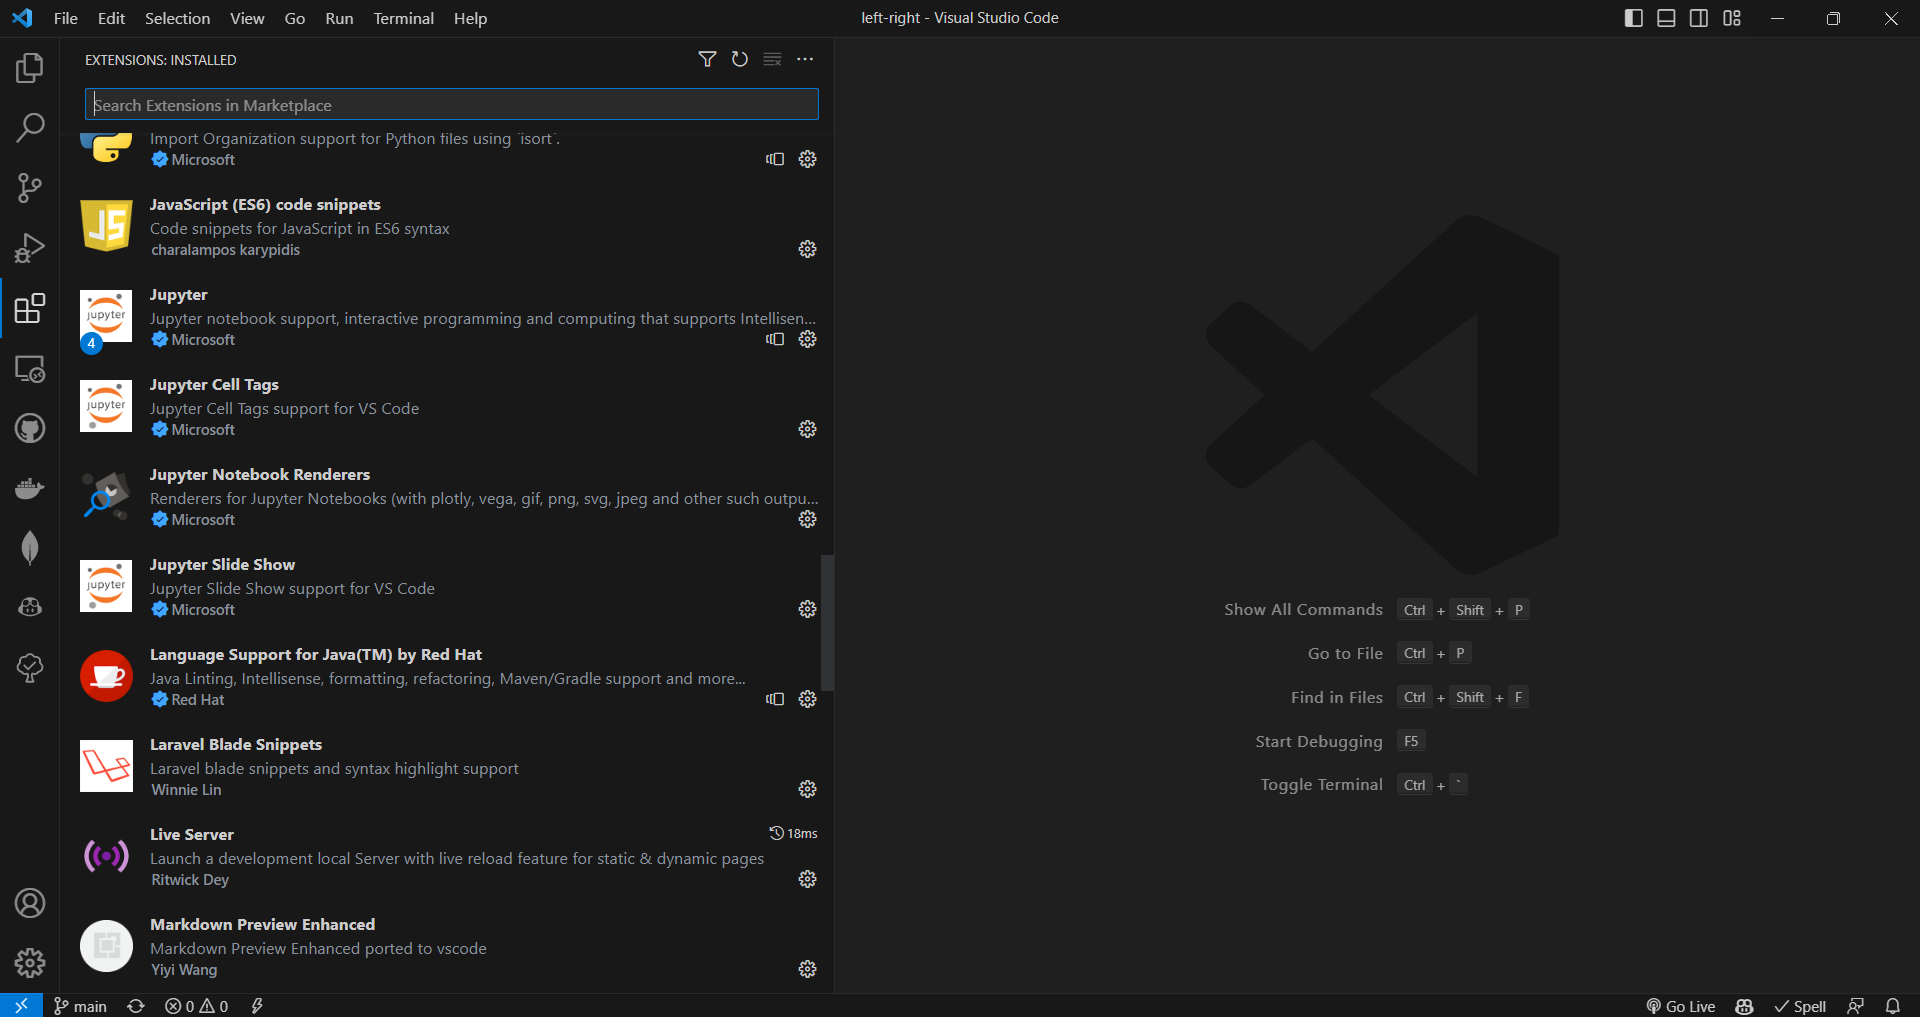 File Edit Selection View Go Run Terminal Help
left-right - Visual Studio Code
EXTENSIONS: INSTALLED
Search Extensions in Marketplace
Import Organization support for Python files using `isort`.
Microsoft
JS
JavaScript (ES6) code snippets
Code snippets for JavaScript in ES6 syntax
charalampos karypidis
jupyter
4
Jupyter
Jupyter notebook support, interactive programming and computing that supports Intellisen...
Microsoft
jupyter
Jupyter Cell Tags
Jupyter Cell Tags support for VS Code
Microsoft
Jupyter Notebook Renderers
Renderers for Jupyter Notebooks (with plotly, vega, gif, png, svg, jpeg and other such outpu...
Microsoft
jupyter
Jupyter Slide Show
Jupyter Slide Show support for VS Code
Microsoft
Language Support for Java(TM) by Red Hat
Java Linting, Intellisense, formatting, refactoring, Maven/Gradle support and more...
Red Hat
Laravel Blade Snippets
Laravel blade snippets and syntax highlight support
Winnie Lin
Live Server
18ms
Launch a development local Server with live reload feature for static & dynamic pages
Ritwick Dey
Markdown Preview Enhanced
Markdown Preview Enhanced ported to vscode
Yiyi Wang
Show All Commands Ctrl + Shift + P
Go to File Ctrl + P
Find in Files Ctrl + Shift + F
Start Debugging F5
Toggle Terminal Ctrl + `
main 0 0
Go Live Spell